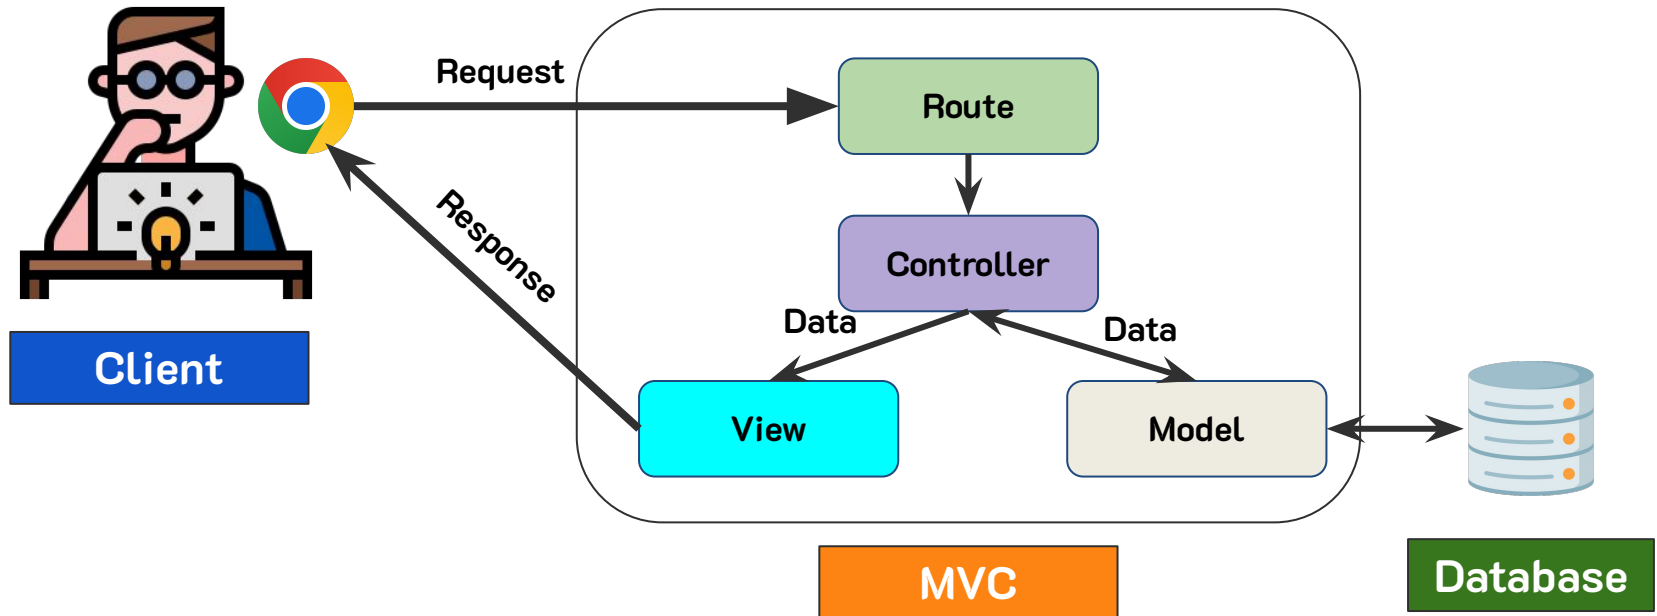 Request
Route
Response
Controller
Data
Data
Client
View
Model
MVC
Database